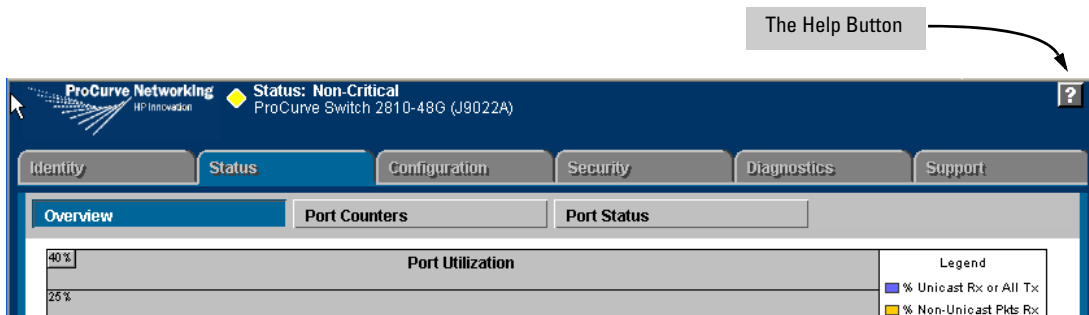 The Help Button
ProCurve Networking
HP Innovation
Status: Non-Critical
ProCurve Switch 2810-48G (J9022A)
?
Identity
Status
Configuration
Security
Diagnostics
Support
Overview
Port Counters
Port Status
40%
Port Utilization
Legend
% Unicast Rx or All Tx
25%
% Non-Unicast Pkts Rx